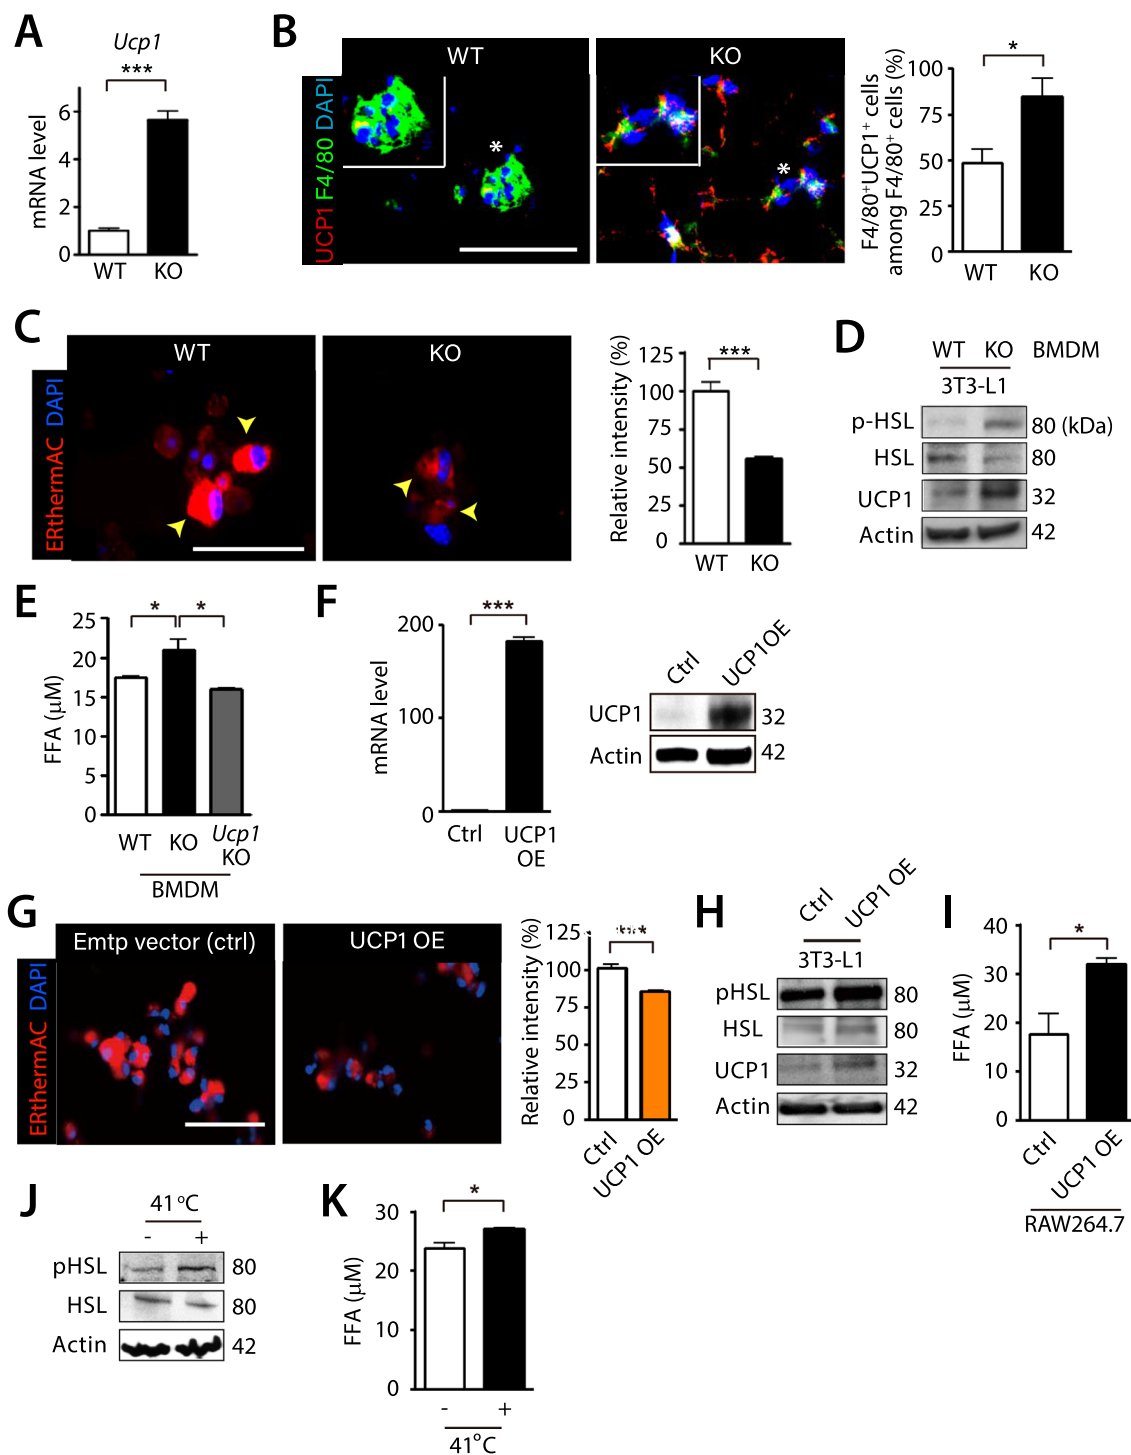 A
Ucp1
***
mRNA level
6
4
2
0
WT KO
B
WT
KO
UCP1 F4/80 DAPI
*
*
F4/80+UCP1+ cells
among F4/80+ cells (%)
*
100
75
50
25
0
WT KO
C
WT
KO
ERthermAC DAPI
Relative intensity (%)
***
125
100
75
50
25
0
WT KO
D
WT KO BMDM
3T3-L1
p-HSL 80 (kDa)
HSL 80
UCP1 32
Actin 42
E
FFA (µM)
* *
25
20
15
10
5
0
WT KO Ucp1 KO
BMDM
F
***
mRNA level
200
100
0
Ctrl UCP1 OE
Ctrl UCP1OE
UCP1 32
Actin 42
G
Emtp vector (ctrl)
UCP1 OE
ERthermAC DAPI
Relative intensity (%)
***
125
100
75
50
25
0
Ctrl UCP1 OE
H
Ctrl UCP1 OE
3T3-L1
pHSL 80
HSL 80
UCP1 32
Actin 42
I
FFA (µM)
*
40
30
20
10
0
Ctrl UCP1 OE
RAW264.7
J
41 °C
- +
pHSL 80
HSL 80
Actin 42
K
FFA (µM)
*
30
20
10
0
- +
41°C